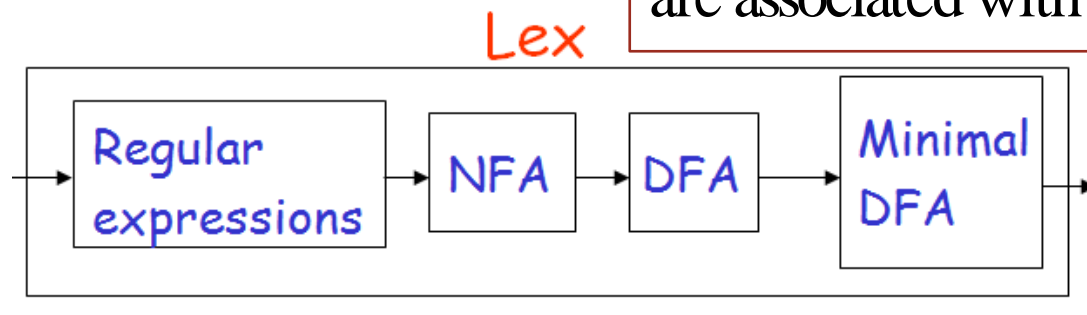 are associated with
Lex
Regular
expressions
NFA
DFA
Minimal
DFA